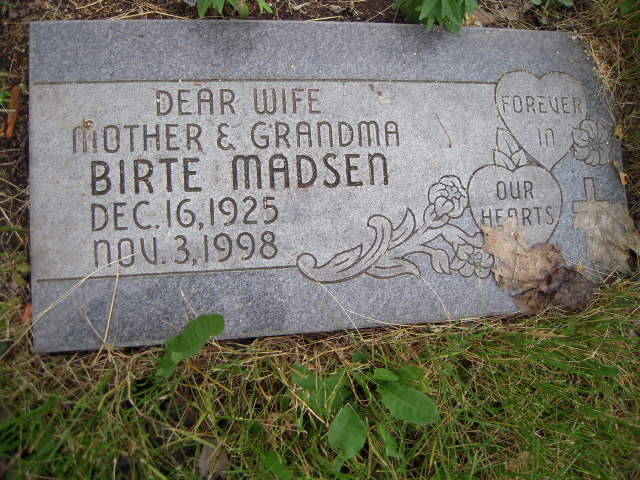 DEAR WIFE
MOTHER & GRANDMA
BIRTE MADSEN
DEC. 16, 1925
NOV. 3, 1998
FOREVER
IN
OUR
HEARTS